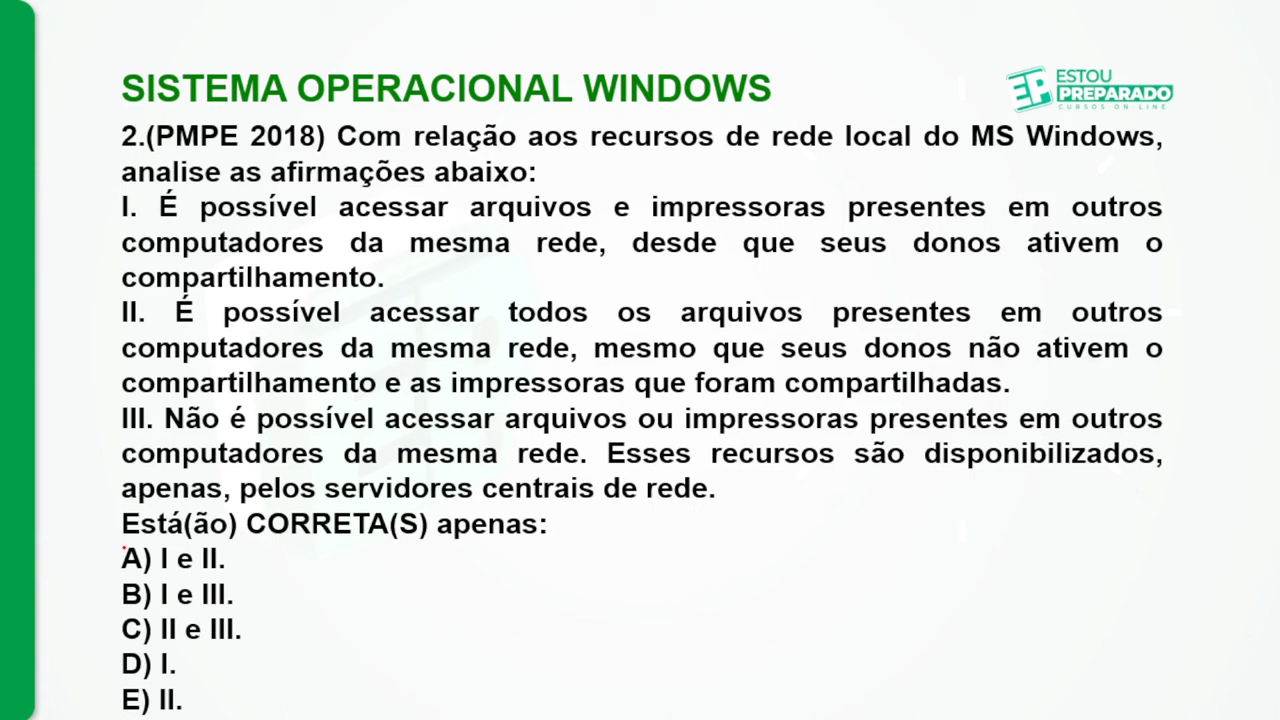 SISTEMA OPERACIONAL WINDOWS
ESTOU
PREPARADO
CURSOS ON LINE
2.(PMPE 2018) Com relação aos recursos de rede local do MS Windows,
analise as afirmações abaixo:
I. É possível acessar arquivos e impressoras presentes em outros
computadores da mesma rede, desde que seus donos ativem o
compartilhamento.
II. É possível acessar todos os arquivos presentes em outros
computadores da mesma rede, mesmo que seus donos não ativem o
compartilhamento e as impressoras que foram compartilhadas.
III. Não é possível acessar arquivos ou impressoras presentes em outros
computadores da mesma rede. Esses recursos são disponibilizados,
apenas, pelos servidores centrais de rede.
Está(ão) CORRETA(S) apenas:
A) I e II.
B) I e III.
C) II e III.
D) I.
E) II.